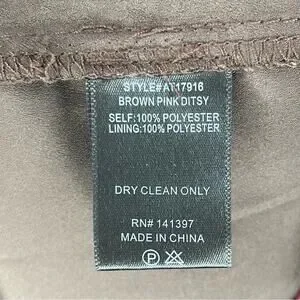 STYLE#AT17916
BROWN PINK DITSY
SELF:100% POLYESTER
LINING:100% POLYESTER
DRY CLEAN ONLY
RN# 141397
MADE IN CHINA
P